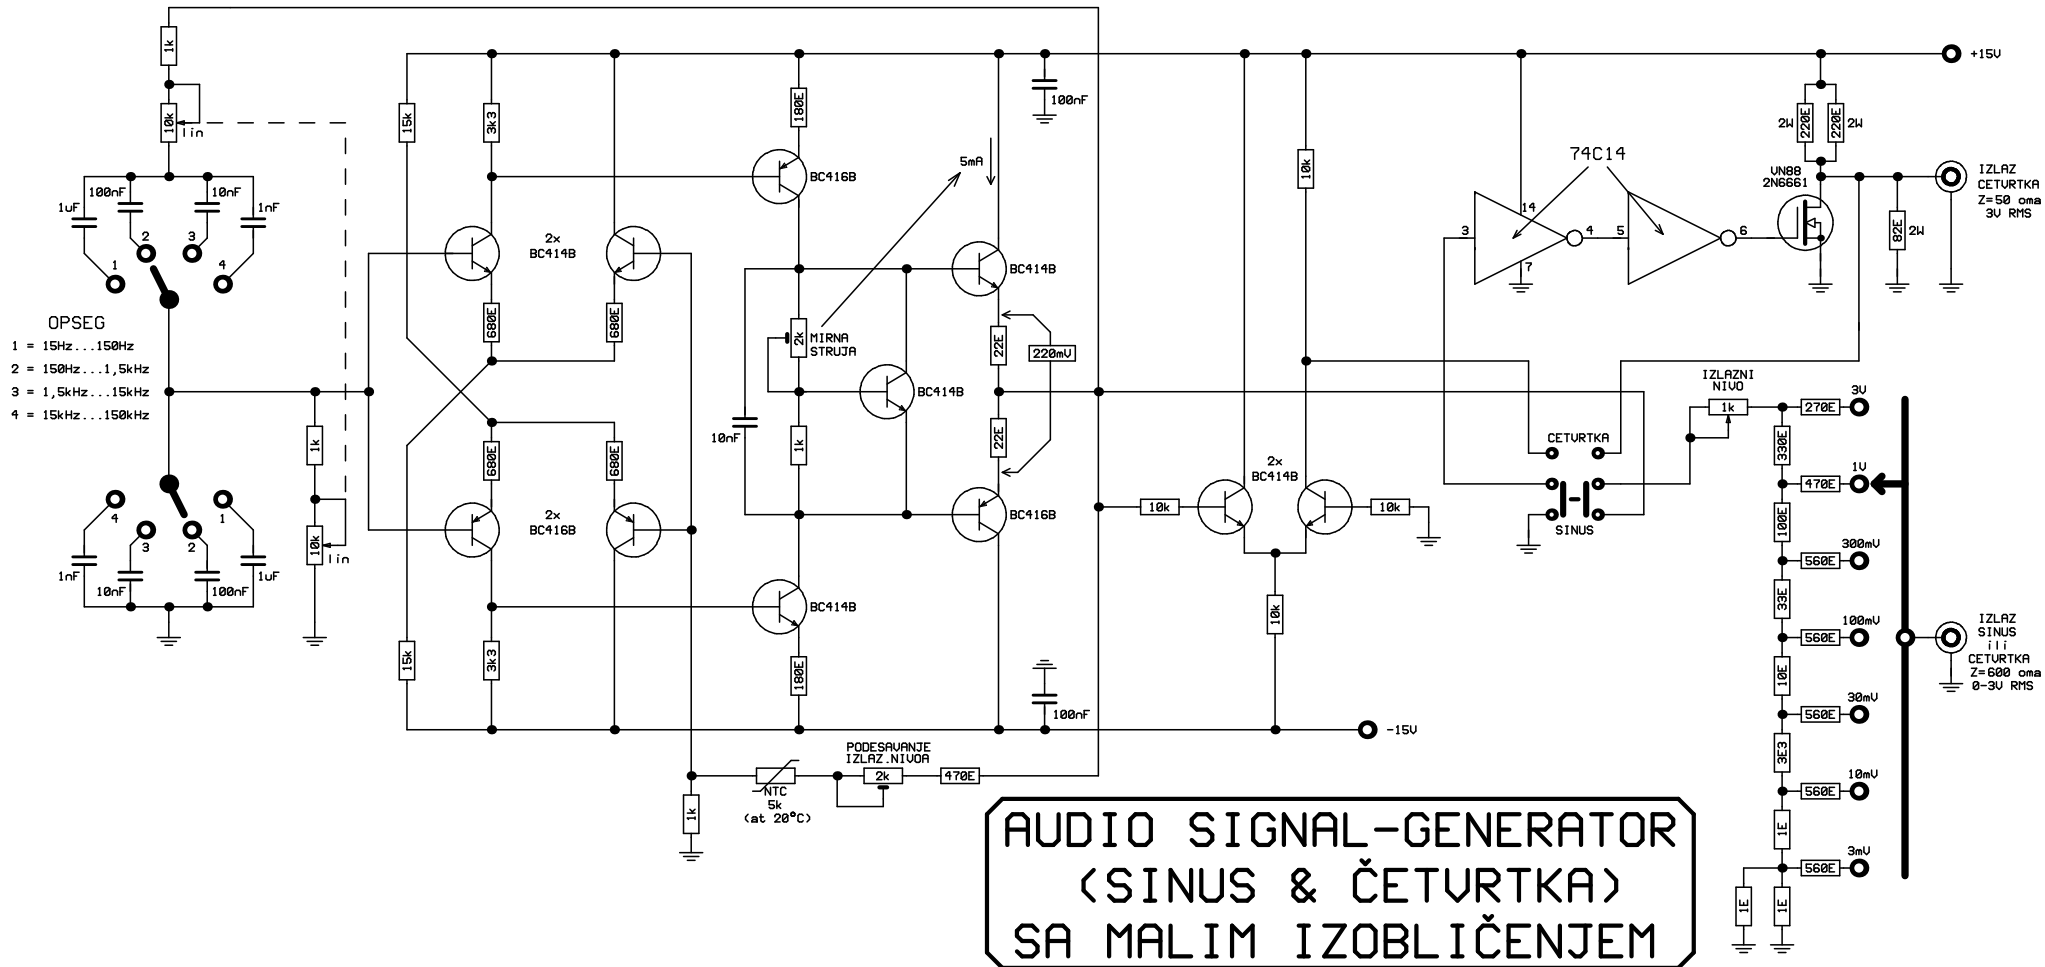 1k
10k
lin
100nF
10nF
1uF
1nF
2
3
1
4
OPSEG
1 = 15Hz...150Hz
2 = 150Hz...1,5kHz
3 = 1,5kHz...15kHz
4 = 15kHz...150kHz
1k
10k
lin
4
1
3
2
1nF
10nF
100nF
1uF
15k
3k3
2x
BC414B
680E
680E
680E
680E
2x
BC416B
15k
3k3
180E
BC416B
5mA
2k
MIRNA
STRUJA
BC414B
10nF
1k
BC414B
180E
100nF
BC414B
22E
220mV
22E
BC416B
100nF
-15V
PODESAVANJE
IZLAZ.NIVOA
NTC
5k
(at 20°C)
2k
470E
1k
10k
2x
BC414B
10k
10k
10k
74C14
14
3
4
7
5
6
+15V
2W
220E
220E
2W
VN88
2N6661
82E
2W
IZLAZ
CETVRTKA
Z=50 oma
3V RMS
CETVRTKA
SINUS
IZLAZNI
NIVO
1k
3V
270E
330E
1V
470E
100E
300mV
560E
33E
100mV
560E
10E
30mV
560E
3E3
10mV
560E
1E
3mV
560E
1E
1E
IZLAZ
SINUS
ili
CETVRTKA
Z=600 oma
0-3V RMS
AUDIO SIGNAL-GENERATOR
(SINUS & ČETVRTKA)
SA MALIM IZOBLIČENJEM